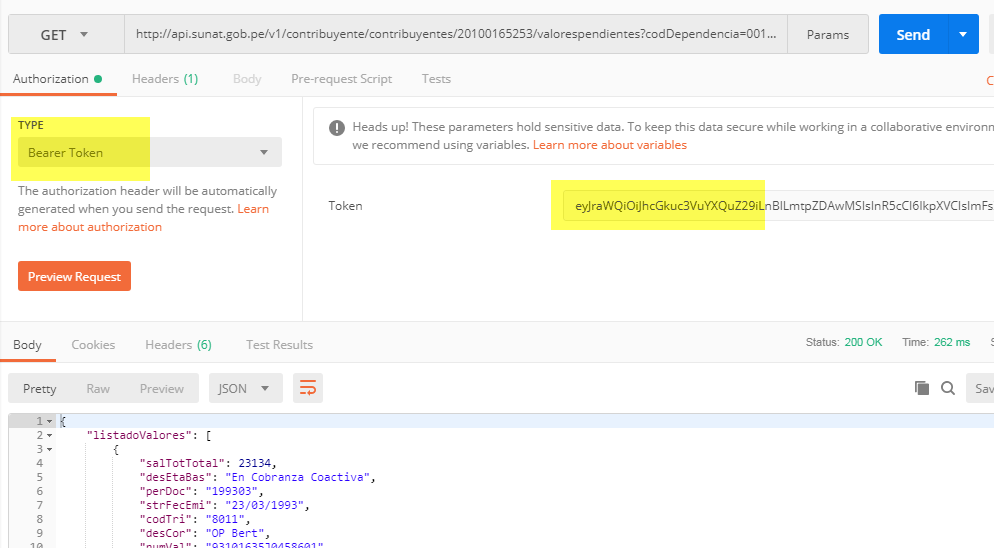 GET http://api.sunat.gob.pe/v1/contribuyente/contribuyentes/20100165253/valorespendientes?codDependencia=001... Params Send
Authorization Headers (1) Body Pre-request Script Tests
TYPE
Bearer Token
The authorization header will be automatically
generated when you send the request. Learn
more about authorization
Preview Request
Heads up! These parameters hold sensitive data. To keep this data secure while working in a collaborative environm
we recommend using variables. Learn more about variables
Token
Body Cookies Headers (6) Test Results Status: 200 OK Time: 262 ms
Pretty Raw Preview JSON Sav
1 {
2 "listadoValores": [
3 {
4 "salTotTotal": 23134,
5 "desEtaBas": "En Cobranza Coactiva",
6 "perDoc": "199303",
7 "strFecEmi": "23/03/1993",
8 "codTri": "8011",
9 "desCor": "OP Bert",
10 "numVal":